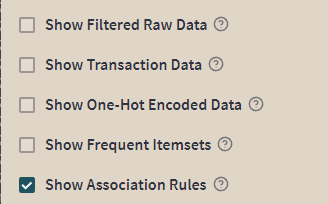 Show Filtered Raw Data
Show Transaction Data
Show One-Hot Encoded Data
Show Frequent Itemsets
Show Association Rules